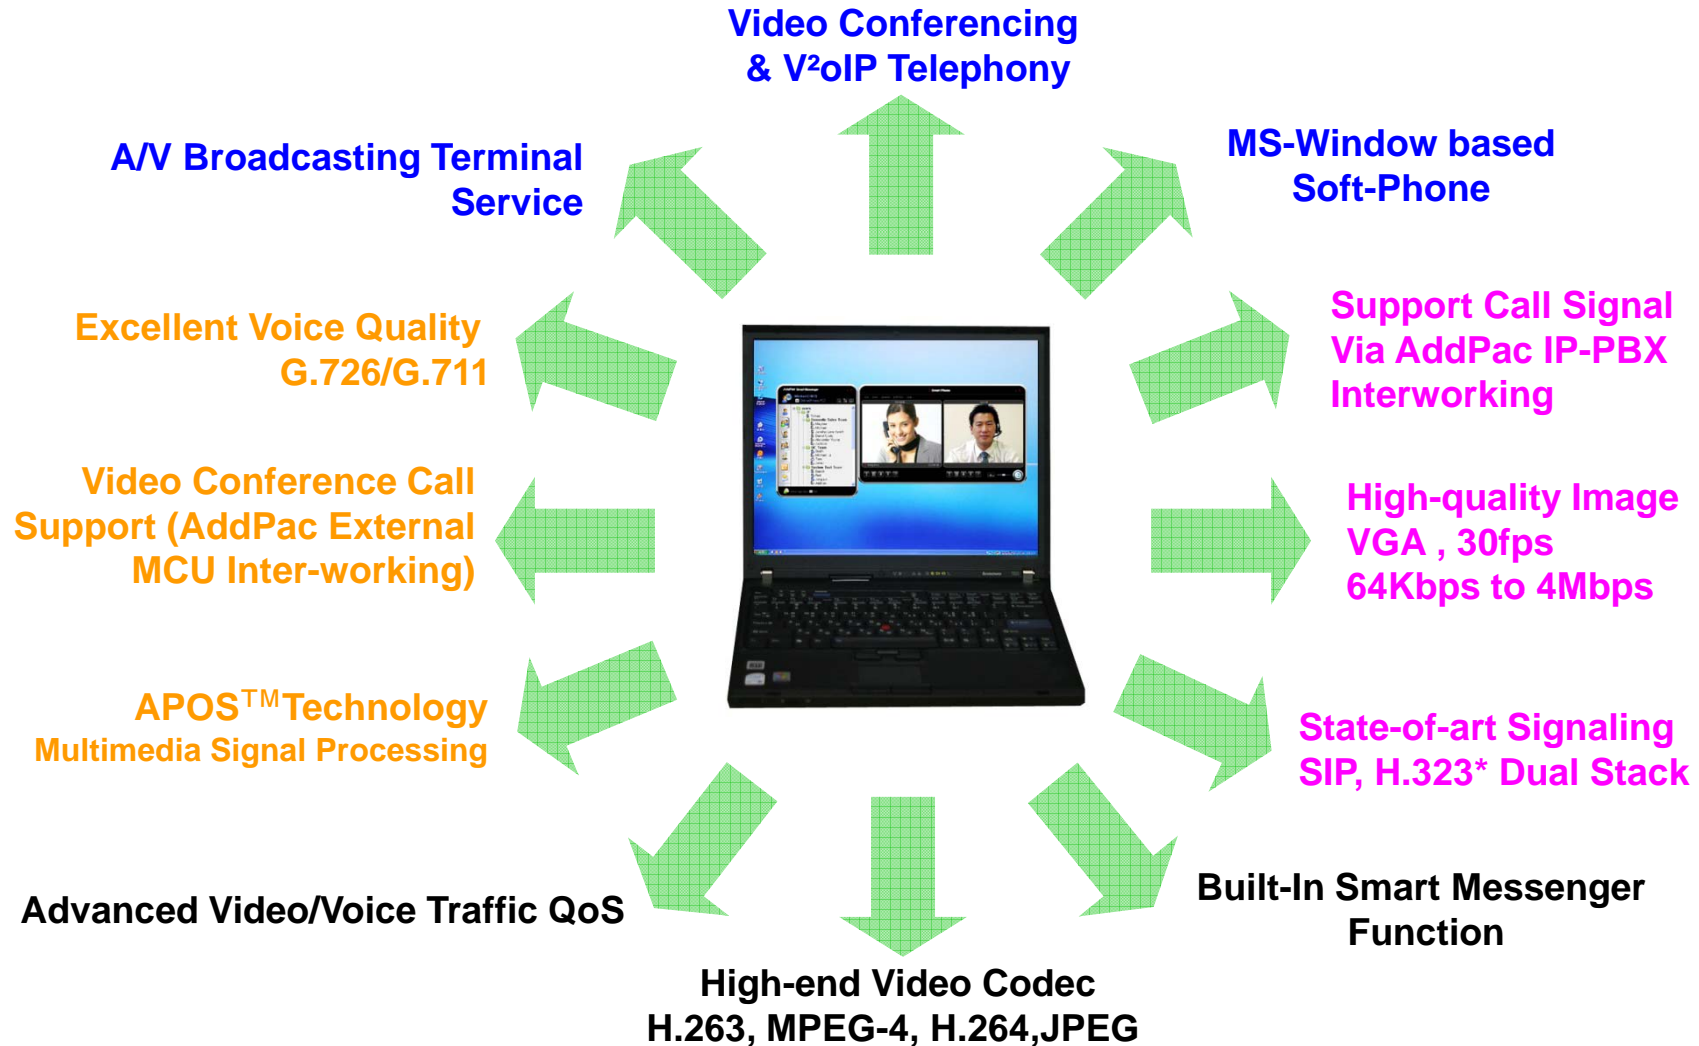 Video Conferencing
& V²oIP Telephony
A/V Broadcasting Terminal
Service
MS-Window based
Soft-Phone
Excellent Voice Quality
G.726/G.711
Support Call Signal
Via AddPac IP-PBX
Interworking
Video Conference Call
Support (AddPac External
MCU Inter-working)
High-quality Image
VGA , 30fps
64Kbps to 4Mbps
APOS™Technology
Multimedia Signal Processing
State-of-art Signaling
SIP, H.323* Dual Stack
Advanced Video/Voice Traffic QoS
Built-In Smart Messenger
Function
High-end Video Codec
H.263, MPEG-4, H.264,JPEG